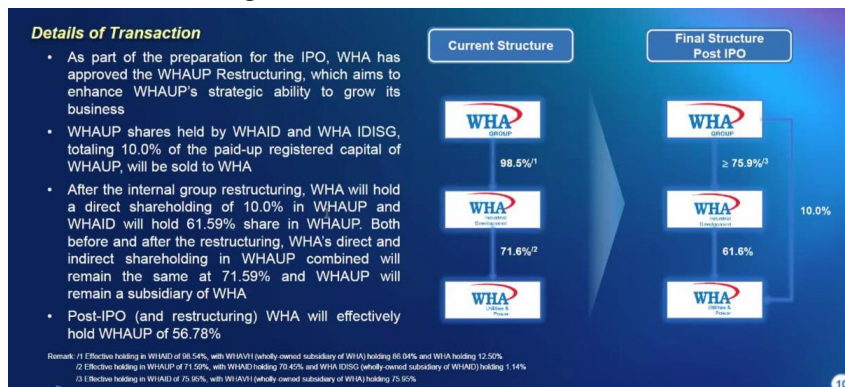 Details of Transaction
• As part of the preparation for the IPO, WHA has
approved the WHAUP Restructuring, which aims to
enhance WHAUP's strategic ability to grow its
business
• WHAUP shares held by WHAID and WHA IDISG,
totaling 10.0% of the paid-up registered capital of
WHAUP, will be sold to WHA
• After the internal group restructuring, WHA will hold
a direct shareholding of 10.0% in WHAUP and
WHAID will hold 61.59% share in WHAUP. Both
before and after the restructuring, WHA's direct and
indirect shareholding in WHAUP combined will
remain the same at 71.59% and WHAUP will
remain a subsidiary of WHA
• Post-IPO (and restructuring) WHA will effectively
hold WHAUP of 56.78%
Current Structure
WHA
GROUP
98.5%/1
WHA
Industrial
Development
71.6%/2
WHA
Utilities &
Power
Final Structure
Post IPO
WHA
GROUP
≥ 75.9%/3
WHA
Industrial
Development
10.0%
61.6%
WHA
Utilities &
Power
Remark: /1 Effective holding in WHAID of 98.54%, with WHAVH (wholly-owned subsidiary of WHA) holding 86.04% and WHA holding 12.50%
/2 Effective holding in WHAUP of 71.59%, with WHAID holding 70.45% and WHA IDISG (wholly-owned subsidiary of WHAID) holding 1.14%
/3 Effective holding in WHAID of 75.95%, with WHAVH (wholly-owned subsidiary of WHA) holding 75.95%